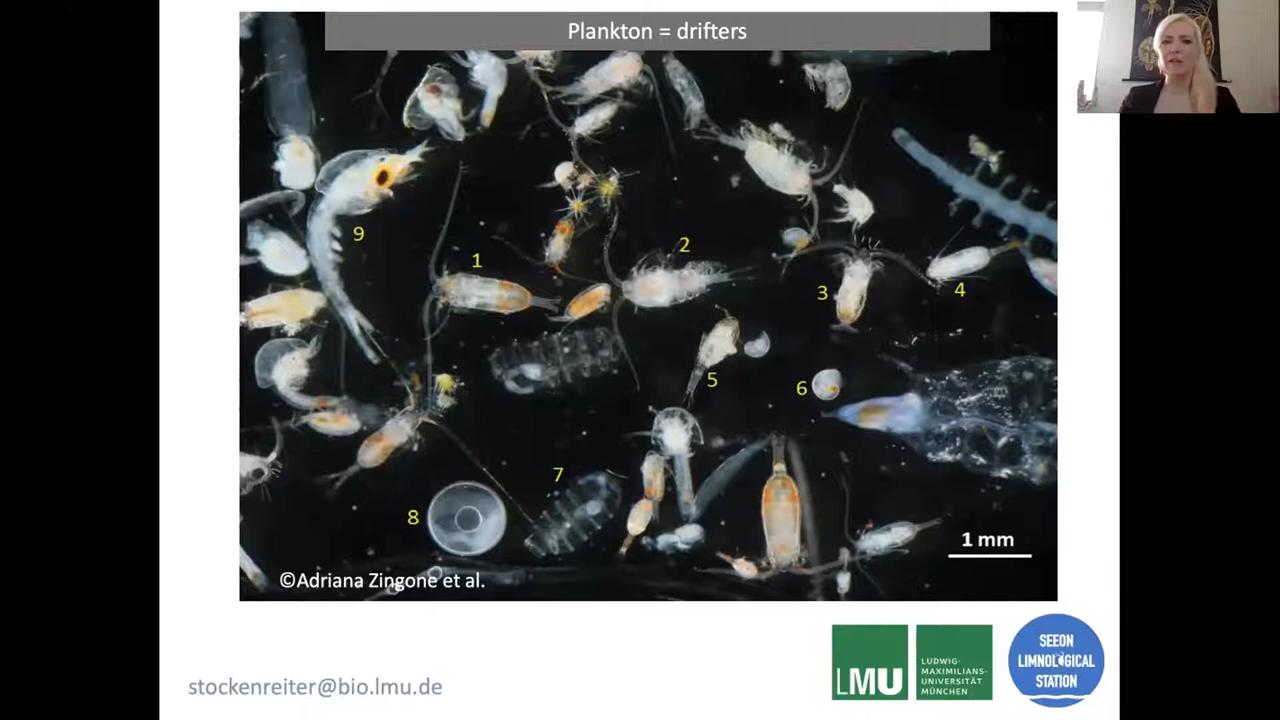 Plankton = drifters
9
1
2
3
4
5
6
7
8
1 mm
©Adriana Zingone et al.
stockenreiter@bio.lmu.de
LMU
LUDWIG-
MAXIMILIANS-
UNIVERSITÄT
MÜNCHEN
SEEON
LIMNOLOGICAL
STATION